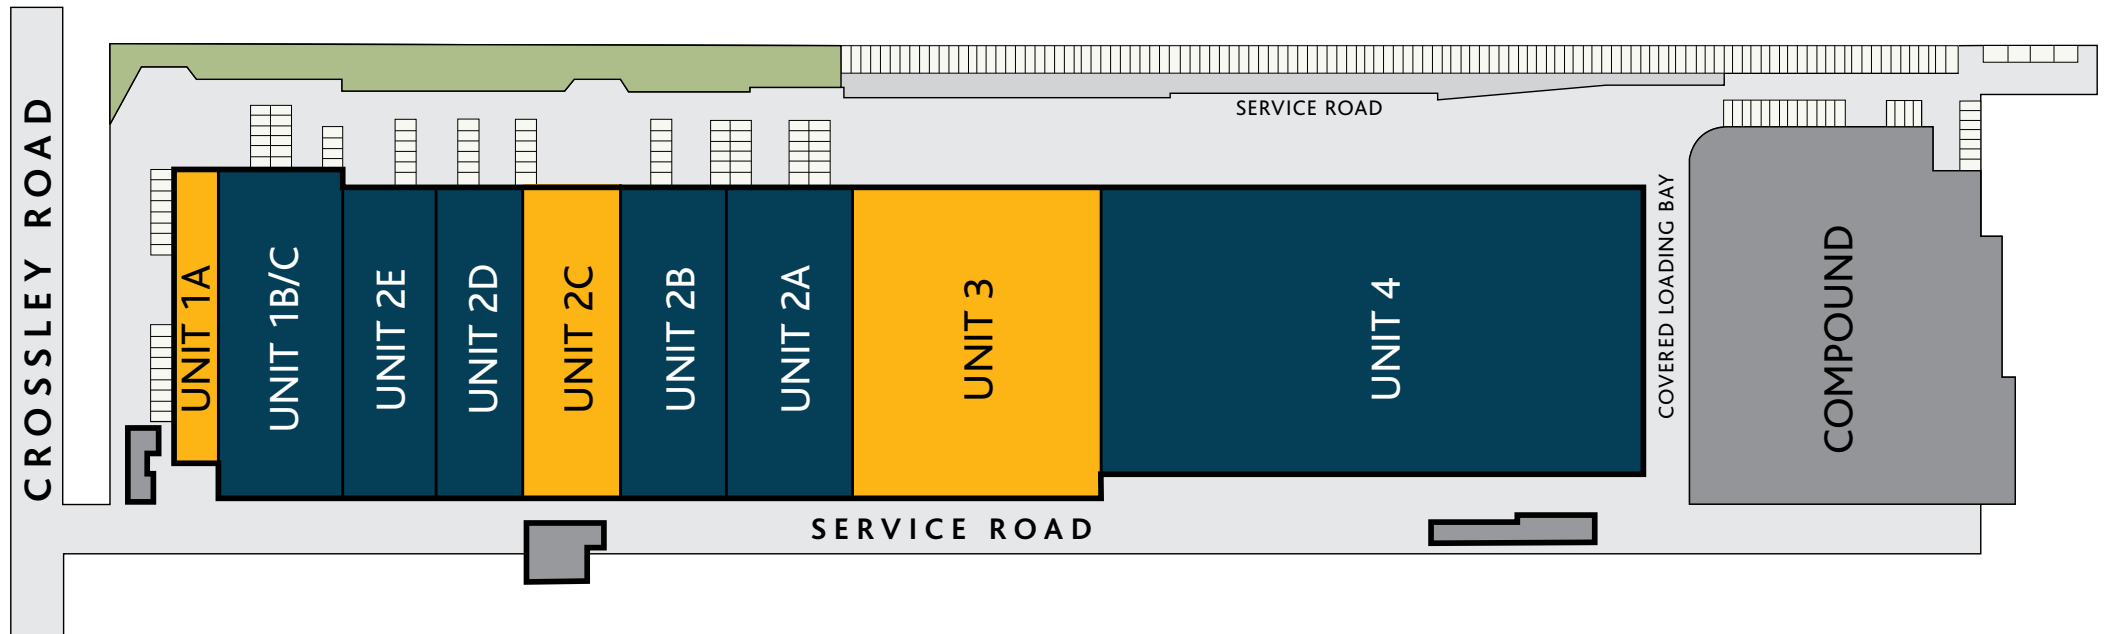 CROSSLEY ROAD
SERVICE ROAD
UNIT 1A
UNIT 1B/C
UNIT 2E
UNIT 2D
UNIT 2C
UNIT 2B
UNIT 2A
UNIT 3
UNIT 4
COVERED LOADING BAY
COMPOUND
SERVICE ROAD